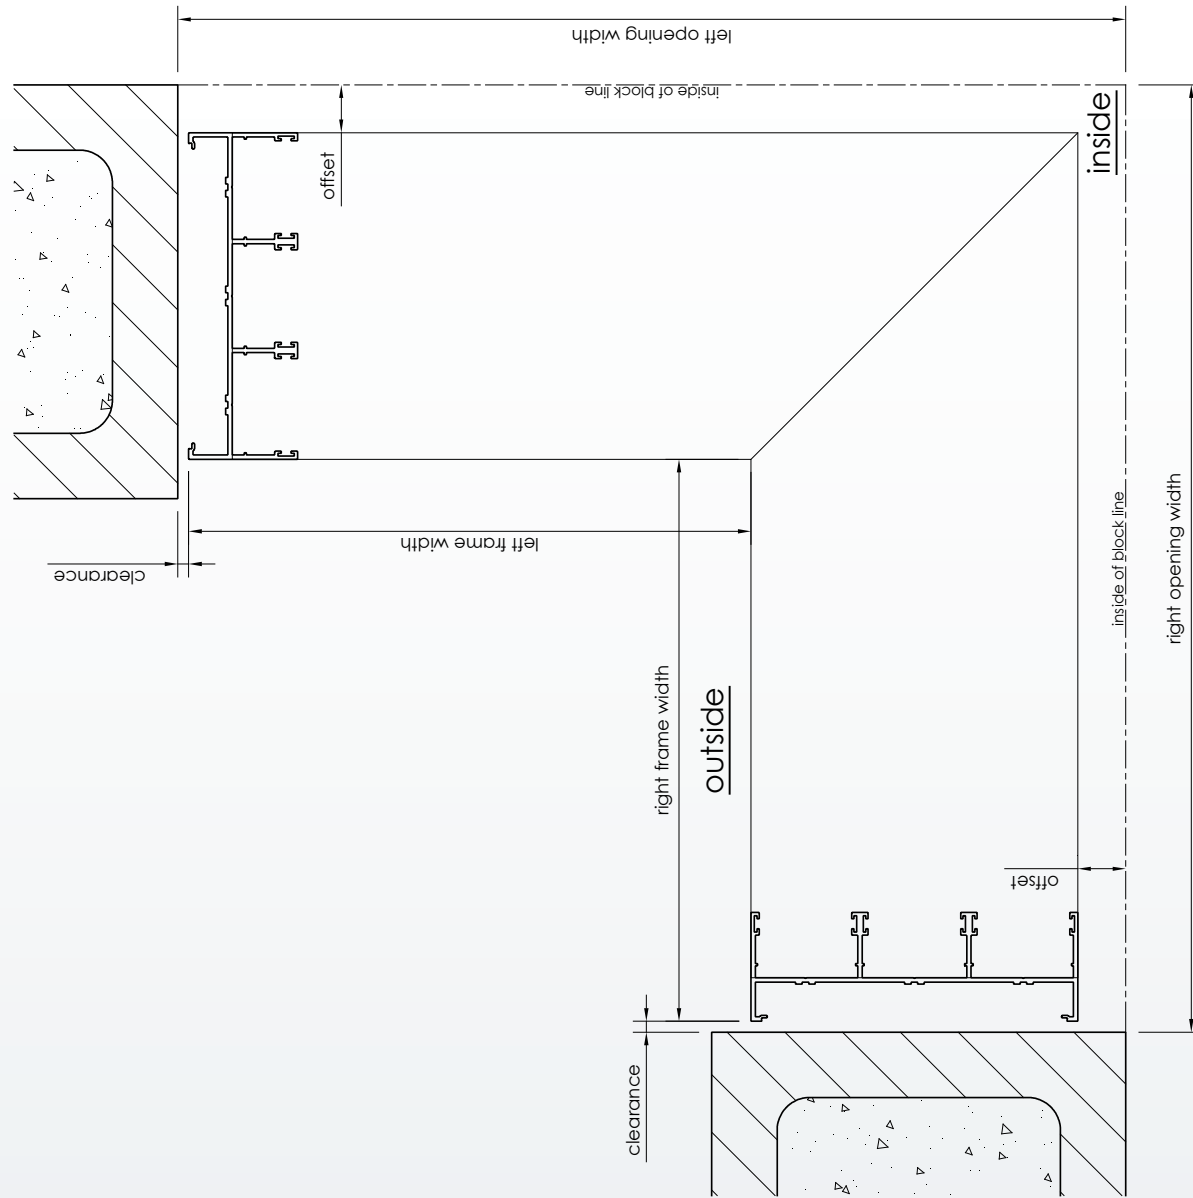 left opening width
inside of block line
inside
offset
left frame width
clearance
right frame width
outside
inside of block line
right opening width
offset
clearance